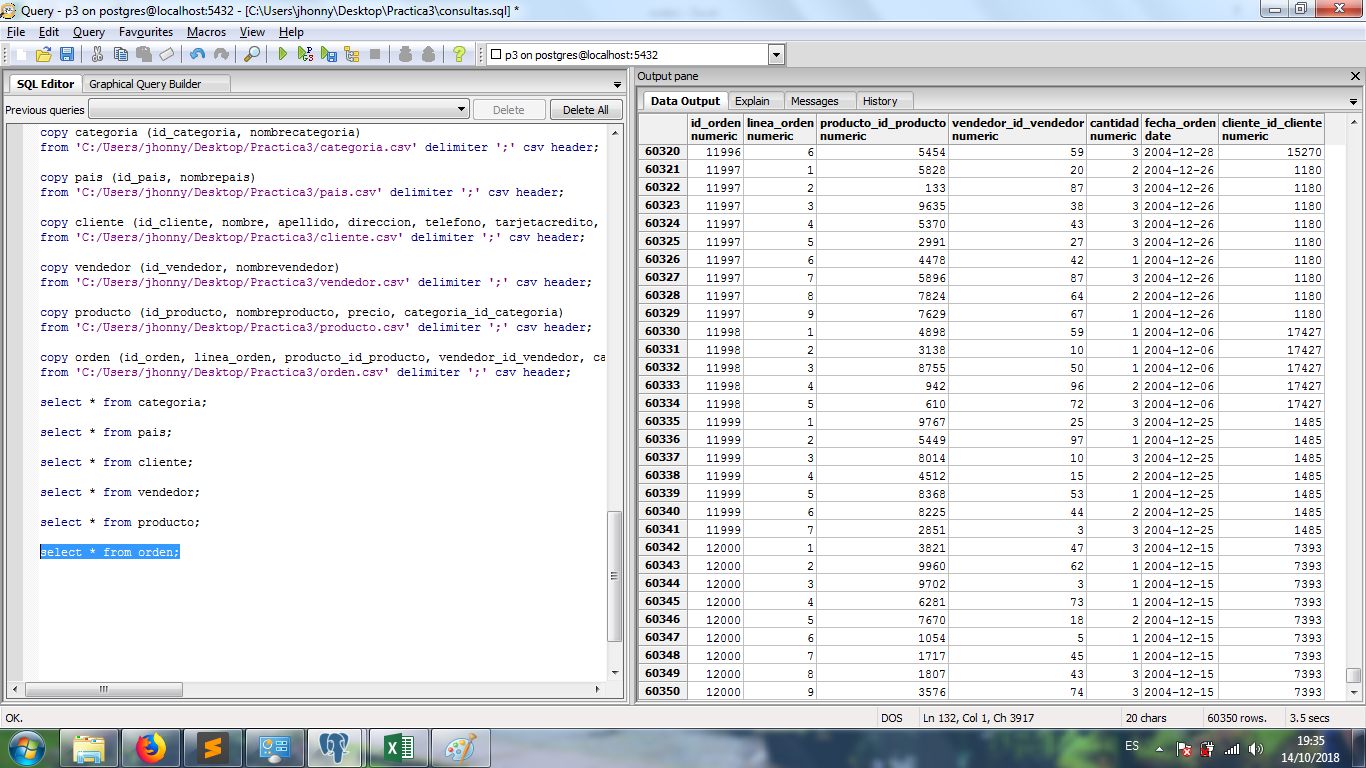 Query - p3 on postgres@localhost:5432 - [C:\Users\jhonny\Desktop\Practica3\consultas.sql] *
File Edit Query Favourites Macros View Help
p3 on postgres@localhost:5432
SQL Editor Graphical Query Builder
Previous queries Delete Delete All
copy categoria (id_categoria, nombrecategoria)
from 'C:/Users/jhonny/Desktop/Practica3/categoria.csv' delimiter ';' csv header;
copy pais (id_pais, nombrepais)
from 'C:/Users/jhonny/Desktop/Practica3/pais.csv' delimiter ';' csv header;
copy cliente (id_cliente, nombre, apellido, direccion, telefono, tarjetacredito,
from 'C:/Users/jhonny/Desktop/Practica3/cliente.csv' delimiter ';' csv header;
copy vendedor (id_vendedor, nombrevendedor)
from 'C:/Users/jhonny/Desktop/Practica3/vendedor.csv' delimiter ';' csv header;
copy producto (id_producto, nombreproducto, precio, categoria_id_categoria)
from 'C:/Users/jhonny/Desktop/Practica3/producto.csv' delimiter ';' csv header;
copy orden (id_orden, linea_orden, producto_id_producto, vendedor_id_vendedor, ca
from 'C:/Users/jhonny/Desktop/Practica3/orden.csv' delimiter ';' csv header;
select * from categoria;
select * from pais;
select * from cliente;
select * from vendedor;
select * from producto;
select * from orden;
Output pane
Data Output Explain Messages History
id_orden linea_orden producto_id_producto vendedor_id_vendedor cantidad fecha_orden cliente_id_cliente
numeric numeric numeric numeric numeric date numeric
60320 11996 6 5454 59 3 2004-12-28 15270
60321 11997 1 5828 20 2 2004-12-26 1180
60322 11997 2 133 87 3 2004-12-26 1180
60323 11997 3 9635 38 3 2004-12-26 1180
60324 11997 4 5370 43 3 2004-12-26 1180
60325 11997 5 2991 27 3 2004-12-26 1180
60326 11997 6 4478 42 1 2004-12-26 1180
60327 11997 7 5896 87 3 2004-12-26 1180
60328 11997 8 7824 64 2 2004-12-26 1180
60329 11997 9 7629 67 1 2004-12-26 1180
60330 11998 1 4898 59 1 2004-12-06 17427
60331 11998 2 3138 10 1 2004-12-06 17427
60332 11998 3 8755 50 1 2004-12-06 17427
60333 11998 4 942 96 2 2004-12-06 17427
60334 11998 5 610 72 3 2004-12-06 17427
60335 11999 1 9767 25 3 2004-12-25 1485
60336 11999 2 5449 97 1 2004-12-25 1485
60337 11999 3 8014 10 3 2004-12-25 1485
60338 11999 4 4512 15 2 2004-12-25 1485
60339 11999 5 8368 53 1 2004-12-25 1485
60340 11999 6 8225 44 2 2004-12-25 1485
60341 11999 7 2851 3 3 2004-12-25 1485
60342 12000 1 3821 47 3 2004-12-15 7393
60343 12000 2 9960 62 1 2004-12-15 7393
60344 12000 3 9702 3 1 2004-12-15 7393
60345 12000 4 6281 73 1 2004-12-15 7393
60346 12000 5 7670 18 2 2004-12-15 7393
60347 12000 6 1054 5 1 2004-12-15 7393
60348 12000 7 1717 45 1 2004-12-15 7393
60349 12000 8 1807 43 3 2004-12-15 7393
60350 12000 9 3576 74 3 2004-12-15 7393
OK. DOS Ln 132, Col 1, Ch 3917 20 chars 60350 rows. 3.5 secs
ES 19:35
14/10/2018